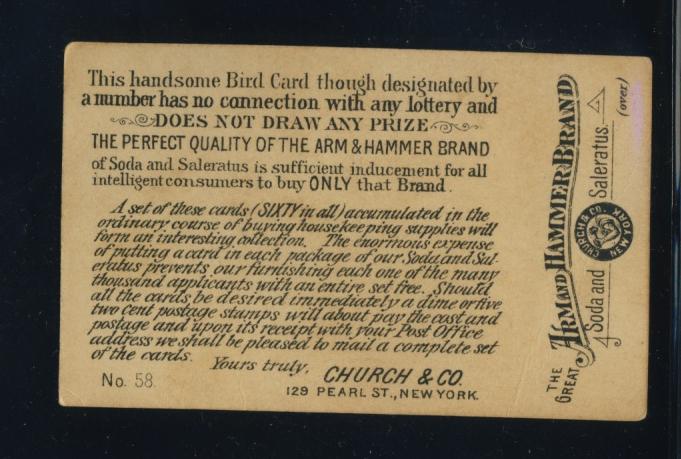 This handsome Bird Card though designated by
a number has no connection with any lottery and
DOES NOT DRAW ANY PRIZE
THE PERFECT QUALITY OF THE ARM & HAMMER BRAND
of Soda and Saleratus is sufficient inducement for all
intelligent consumers to buy ONLY that Brand.
A set of these cards (SIXTY in all) accumulated in the
ordinary course of buying housekeeping supplies will
form an interesting collection. The enormous expense
of putting a card in each package of our Soda and Sal-
eratus prevents our furnishing each one of the many
thousand applicants with an entire set free. Should
all the cards be desired immediately a dime or five
two cent postage stamps will about pay the cost and
postage and upon its receipt with your Post Office
address we shall be pleased to mail a complete set
of the cards.
Yours truly,
CHURCH & CO.
129 PEARL ST., NEW YORK.
No. 58.
THE GREAT
ARM AND HAMMER BRAND
Soda and Saleratus.
CHURCH & CO.
NEW YORK
(over)